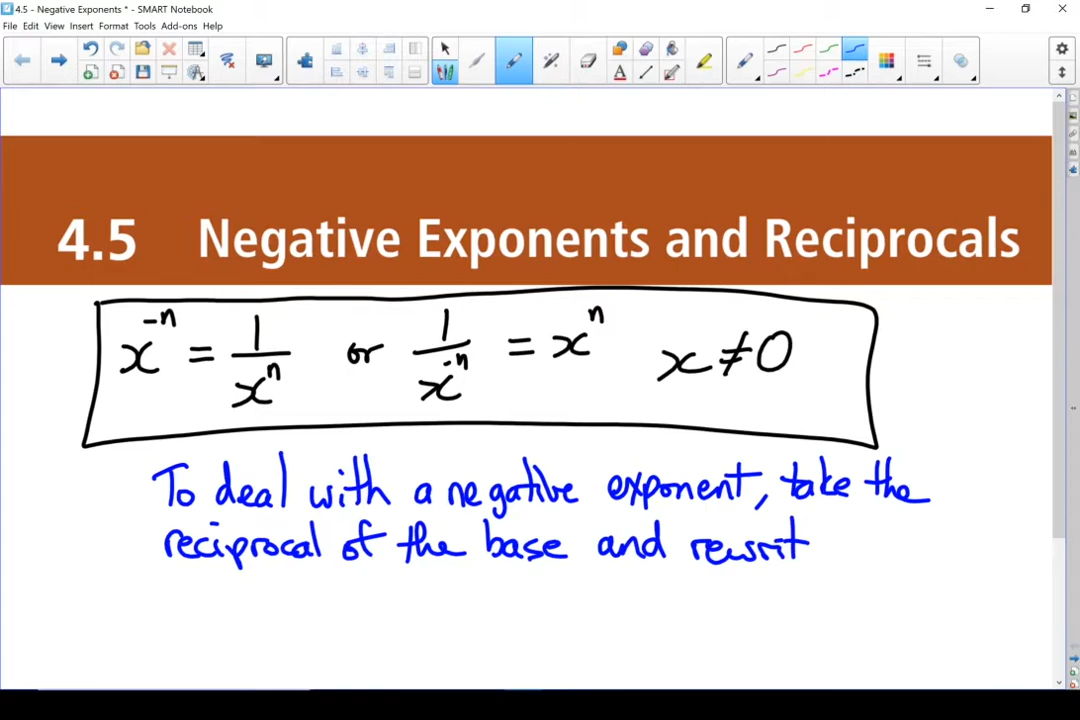 4.5 - Negative Exponents * - SMART Notebook
File Edit View Insert Format Tools Add-ons Help
4.5 Negative Exponents and Reciprocals
x⁻ⁿ = 1/xⁿ or 1/x⁻ⁿ = xⁿ x ≠ 0
To deal with a negative exponent, take the
reciprocal of the base and rewrit